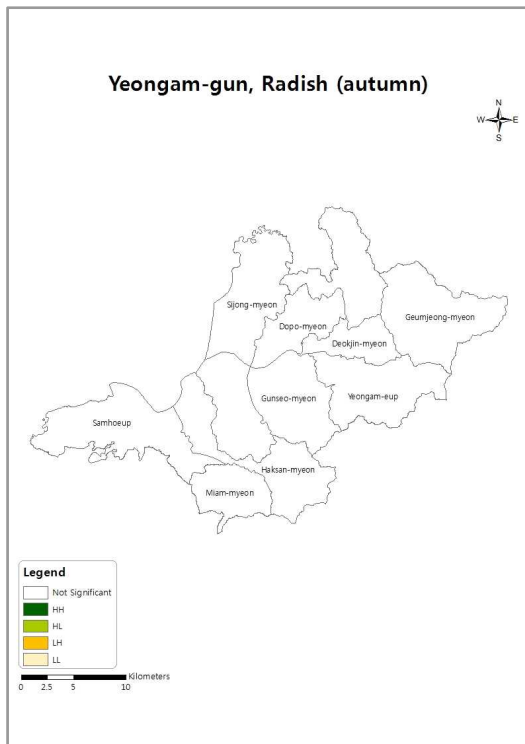 Yeongam-gun, Radish (autumn)
N
W E
S
Sijong-myeon
Dopo-myeon
Geumjeong-myeon
Deokjin-myeon
Gunseo-myeon
Yeongam-eup
Samhoeup
Haksan-myeon
Miam-myeon
Legend
Not Significant
HH
HL
LH
LL
Kilometers
0 2.5 5 10